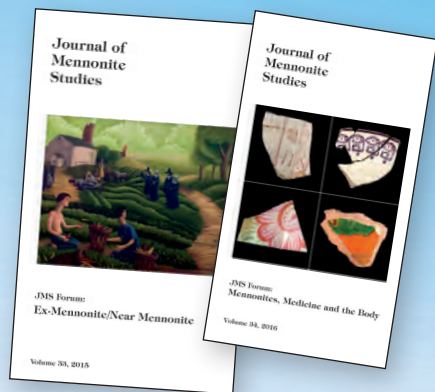 Journal of
Mennonite
Studies
JMS Forum:
Ex-Mennonite/Near Mennonite
Volume 33, 2015
Journal of
Mennonite
Studies
JMS Forum:
Mennonites, Medicine and the Body
Volume 34, 2016